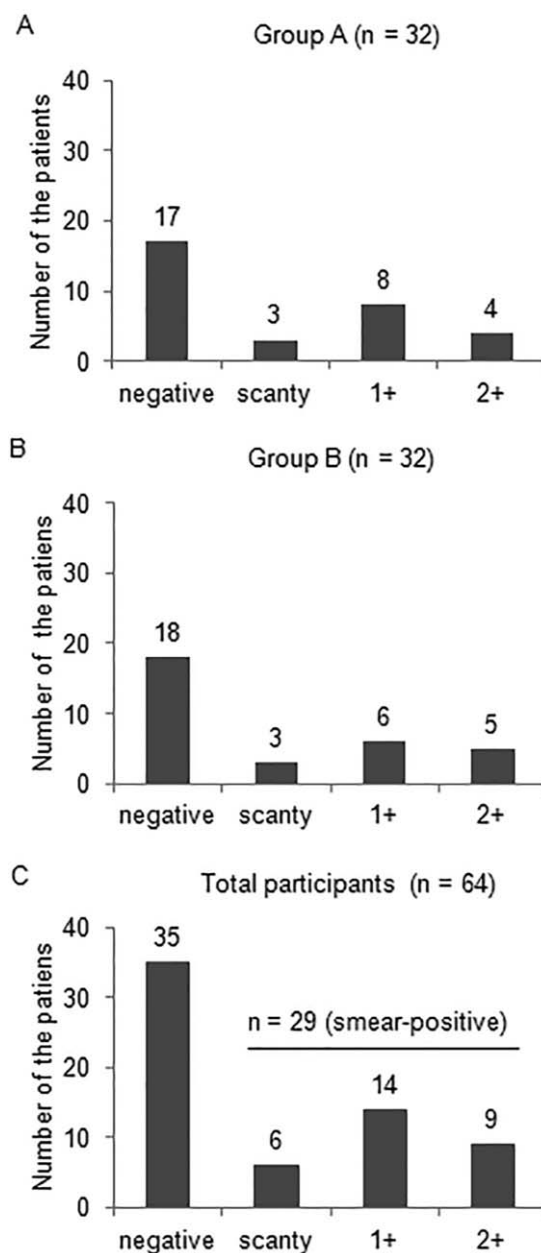 A
Group A (n = 32)
Number of the patients
40
30
20
10
0
17
3
8
4
negative scanty 1+ 2+
B
Group B (n = 32)
Number of the patiens
40
30
20
10
0
18
3
6
5
negative scanty 1+ 2+
C
Total participants (n = 64)
Number of the patiens
40
30
20
10
0
35
n = 29 (smear-positive)
6
14
9
negative scanty 1+ 2+